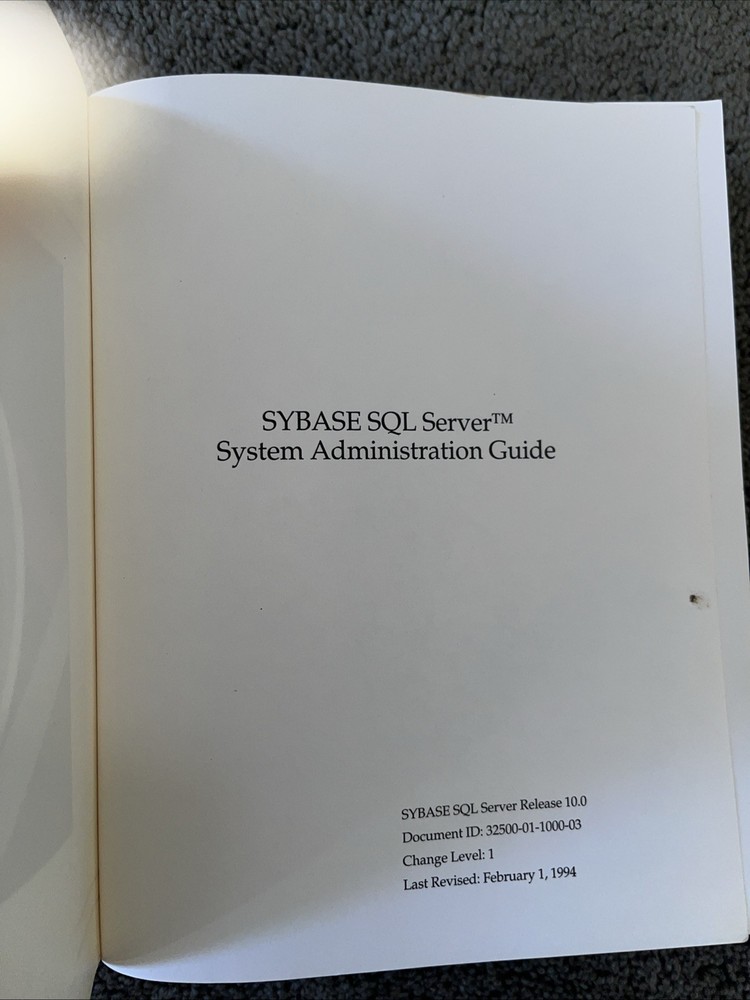 SYBASE SQL Server™
System Administration Guide
SYBASE SQL Server Release 10.0
Document ID: 32500-01-1000-03
Change Level: 1
Last Revised: February 1, 1994